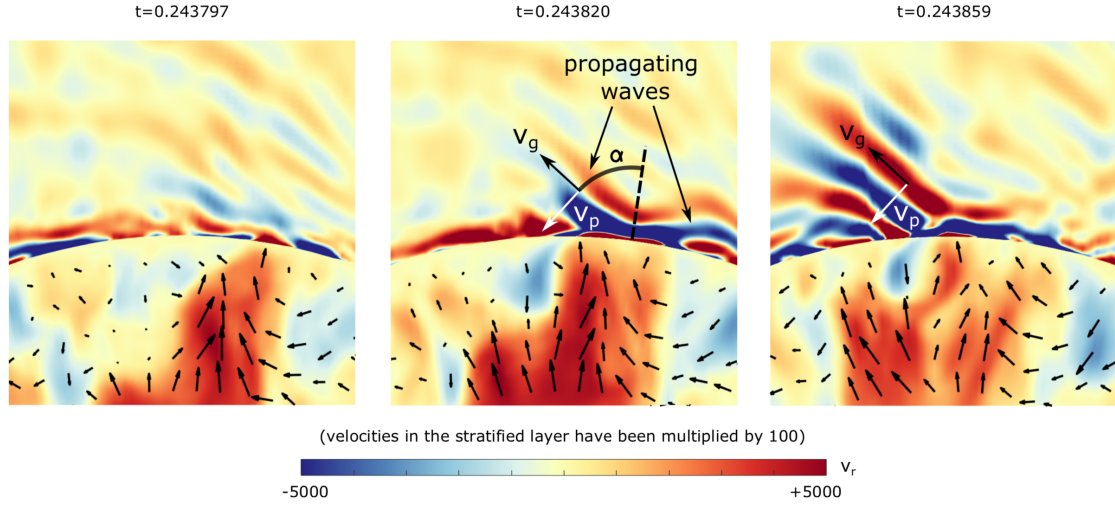 t=0.243797
t=0.243820
t=0.243859
propagating
waves
v_g
α
v_p
v_g
v_p
(velocities in the stratified layer have been multiplied by 100)
v_r
-5000
+5000